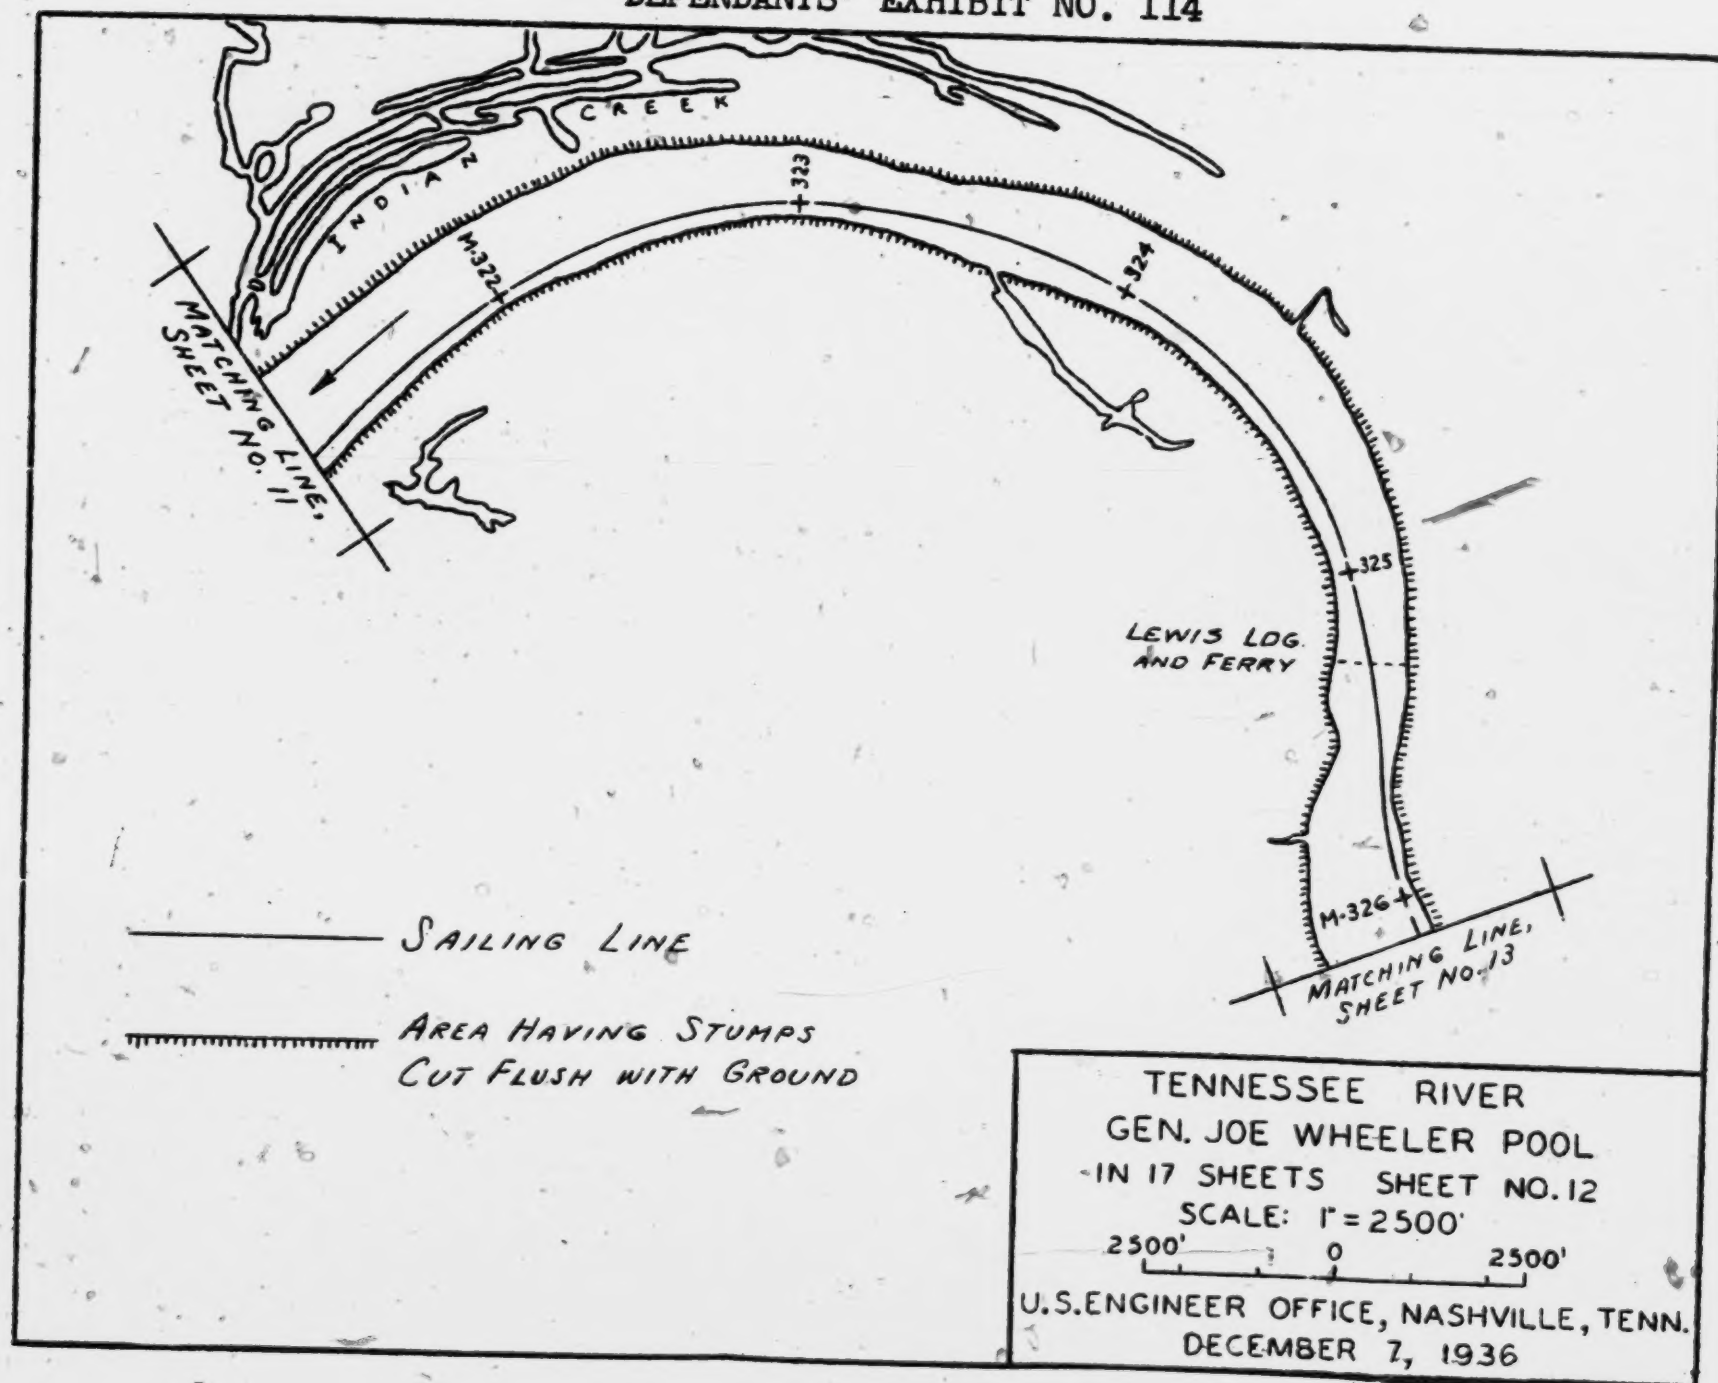 DEFENDANTS' EXHIBIT NO. 114
INDIAN CREEK
M-322
323
324
325
M-326
MATCHING LINE,
SHEET NO. 11
LEWIS LDG.
AND FERRY
MATCHING LINE,
SHEET NO. 13
SAILING LINE
AREA HAVING STUMPS
CUT FLUSH WITH GROUND
TENNESSEE RIVER
GEN. JOE WHEELER POOL
IN 17 SHEETS SHEET NO. 12
SCALE: 1" = 2500'
2500' 0 2500'
U.S. ENGINEER OFFICE, NASHVILLE, TENN.
DECEMBER 7, 1936